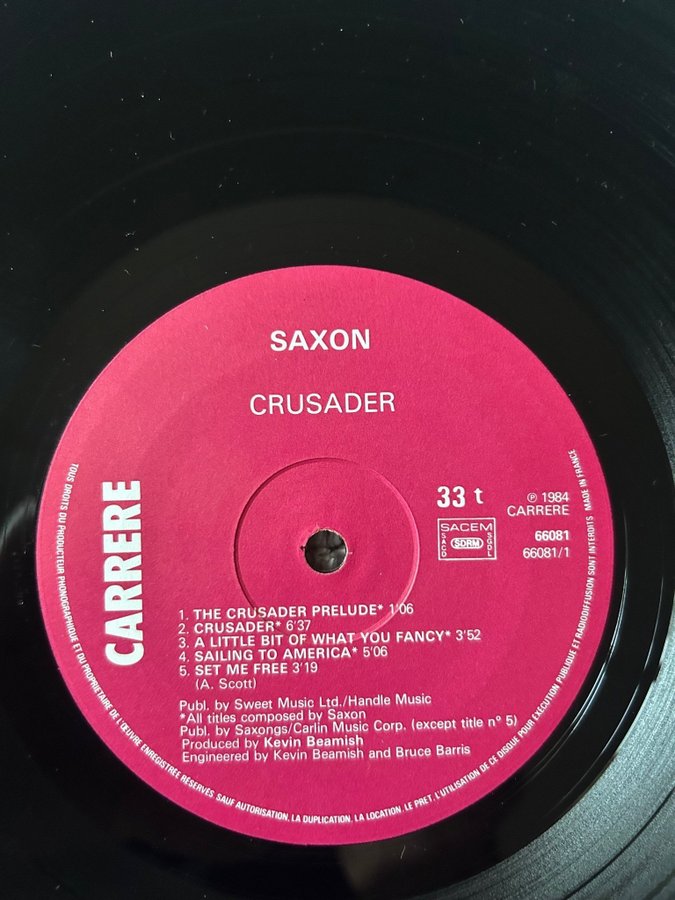 SAXON
CRUSADER
CARRERE
33 t
℗ 1984
CARRERE
SACEM
SACD
SDRM
SGDL
66081
66081/1
1. THE CRUSADER PRELUDE* 1'06
2. CRUSADER* 6'37
3. A LITTLE BIT OF WHAT YOU FANCY* 3'52
4. SAILING TO AMERICA* 5'06
5. SET ME FREE 3'19
(A. Scott)
Publ. by Sweet Music Ltd./Handle Music
*All titles composed by Saxon
Publ. by Saxongs/Carlin Music Corp. (except title n° 5)
Produced by Kevin Beamish
Engineered by Kevin Beamish and Bruce Barris
TOUS DROITS DU PRODUCTEUR PHONOGRAPHIQUE ET DU PROPRIETAIRE DE L'ŒUVRE ENREGISTRÉE RÉSERVÉS. SAUF AUTORISATION, LA DUPLICATION, LA LOCATION, LE PRET, L'UTILISATION DE CE DISQUE POUR EXÉCUTION PUBLIQUE ET RADIODIFFUSION SONT INTERDITS MADE IN FRANCE